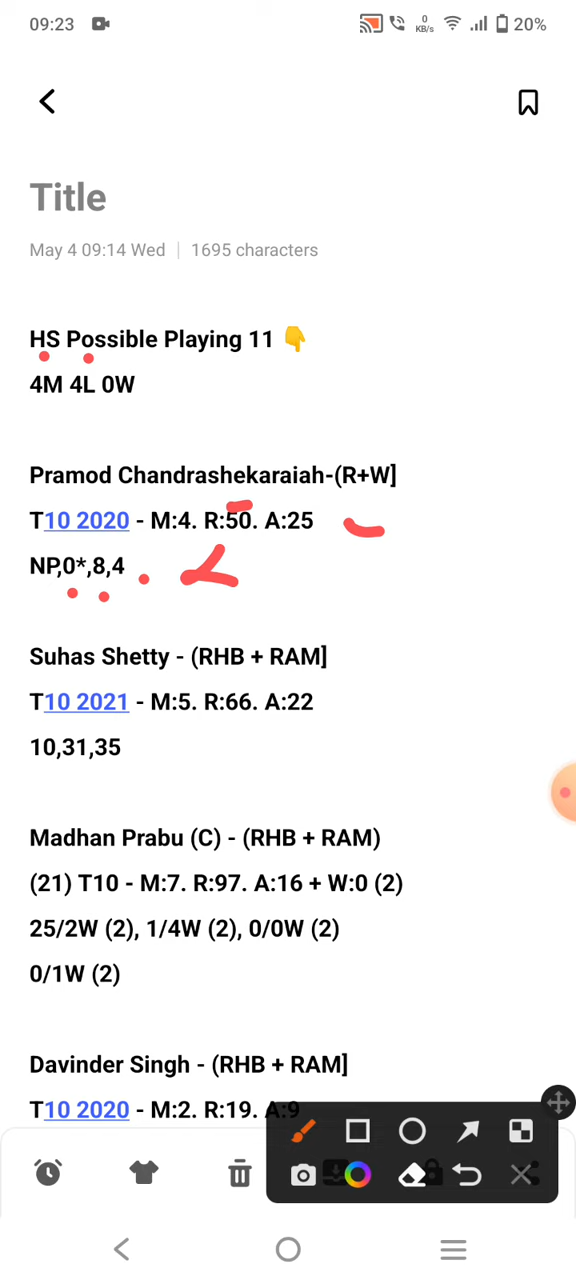 09:23
0 KB/s
20%
Title
May 4 09:14 Wed | 1695 characters
HS Possible Playing 11 👇
4M 4L 0W
Pramod Chandrashekaraiah-(R+W]
T10 2020 - M:4. R:50. A:25
NP,0*,8,4
Suhas Shetty - (RHB + RAM]
T10 2021 - M:5. R:66. A:22
10,31,35
Madhan Prabu (C) - (RHB + RAM)
(21) T10 - M:7. R:97. A:16 + W:0 (2)
25/2W (2), 1/4W (2), 0/0W (2)
0/1W (2)
Davinder Singh - (RHB + RAM]
T10 2020 - M:2. R:19. A:9